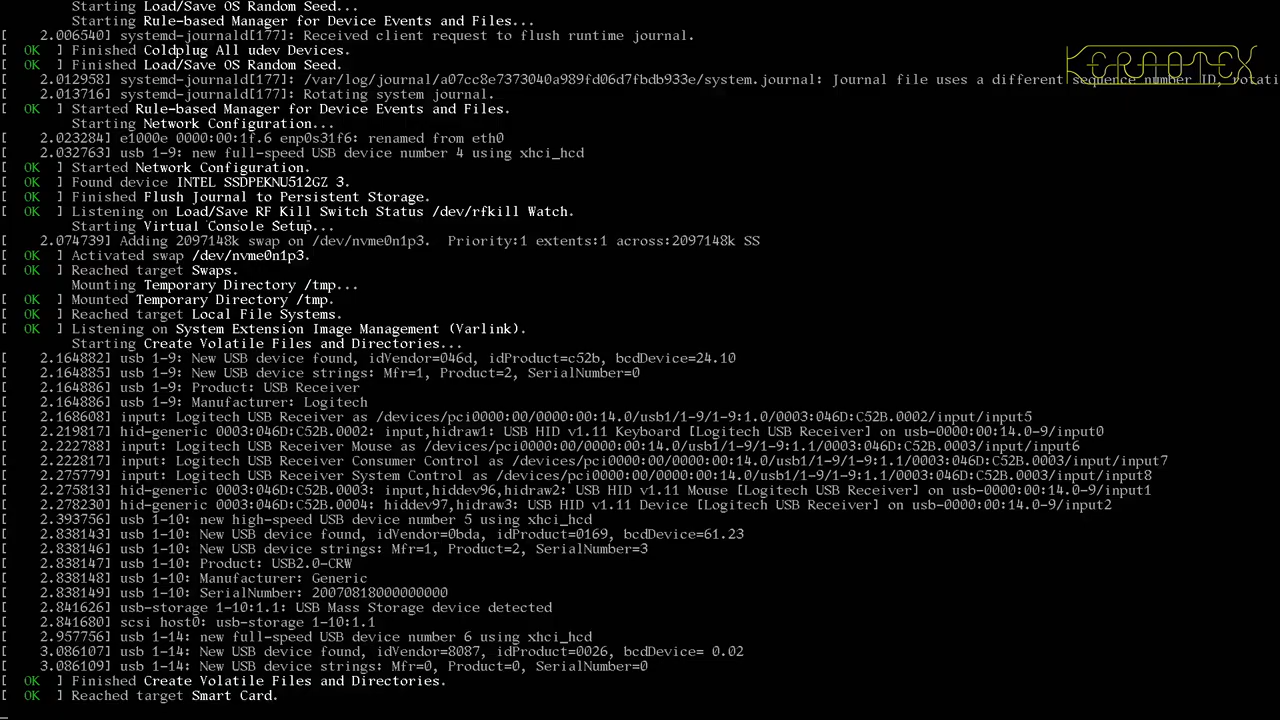 Starting Load/Save OS Random Seed...
Starting Rule-based Manager for Device Events and Files...
[    2.006540] systemd-journald[177]: Received client request to flush runtime journal.
[  OK  ] Finished Coldplug All udev Devices.
[  OK  ] Finished Load/Save OS Random Seed.
[    2.012958] systemd-journald[177]: /var/log/journal/a07cc8e7373040a989fd06d7fbdb933e/system.journal: Journal file uses a different sequence number ID, rotati
KERAOTEX
[    2.013716] systemd-journald[177]: Rotating system journal.
[  OK  ] Started Rule-based Manager for Device Events and Files.
Starting Network Configuration...
[    2.023284] e1000e 0000:00:1f.6 enp0s31f6: renamed from eth0
[    2.032763] usb 1-9: new full-speed USB device number 4 using xhci_hcd
[  OK  ] Started Network Configuration.
[  OK  ] Found device INTEL SSDPEKNU512GZ 3.
[  OK  ] Finished Flush Journal to Persistent Storage.
[  OK  ] Listening on Load/Save RF Kill Switch Status /dev/rfkill Watch.
Starting Virtual Console Setup...
[    2.074739] Adding 2097148k swap on /dev/nvme0n1p3.  Priority:1 extents:1 across:2097148k SS
[  OK  ] Activated swap /dev/nvme0n1p3.
[  OK  ] Reached target Swaps.
Mounting Temporary Directory /tmp...
[  OK  ] Mounted Temporary Directory /tmp.
[  OK  ] Reached target Local File Systems.
[  OK  ] Listening on System Extension Image Management (Varlink).
Starting Create Volatile Files and Directories...
[    2.164882] usb 1-9: New USB device found, idVendor=046d, idProduct=c52b, bcdDevice=24.10
[    2.164885] usb 1-9: New USB device strings: Mfr=1, Product=2, SerialNumber=0
[    2.164886] usb 1-9: Product: USB Receiver
[    2.164886] usb 1-9: Manufacturer: Logitech
[    2.168608] input: Logitech USB Receiver as /devices/pci0000:00/0000:00:14.0/usb1/1-9/1-9:1.0/0003:046D:C52B.0002/input/input5
[    2.219817] hid-generic 0003:046D:C52B.0002: input,hidraw1: USB HID v1.11 Keyboard [Logitech USB Receiver] on usb-0000:00:14.0-9/input0
[    2.222788] input: Logitech USB Receiver Mouse as /devices/pci0000:00/0000:00:14.0/usb1/1-9/1-9:1.1/0003:046D:C52B.0003/input/input6
[    2.222817] input: Logitech USB Receiver Consumer Control as /devices/pci0000:00/0000:00:14.0/usb1/1-9/1-9:1.1/0003:046D:C52B.0003/input/input7
[    2.275779] input: Logitech USB Receiver System Control as /devices/pci0000:00/0000:00:14.0/usb1/1-9/1-9:1.1/0003:046D:C52B.0003/input/input8
[    2.275813] hid-generic 0003:046D:C52B.0003: input,hiddev96,hidraw2: USB HID v1.11 Mouse [Logitech USB Receiver] on usb-0000:00:14.0-9/input1
[    2.278230] hid-generic 0003:046D:C52B.0004: hiddev97,hidraw3: USB HID v1.11 Device [Logitech USB Receiver] on usb-0000:00:14.0-9/input2
[    2.393756] usb 1-10: new high-speed USB device number 5 using xhci_hcd
[    2.838143] usb 1-10: New USB device found, idVendor=0bda, idProduct=0169, bcdDevice=61.23
[    2.838146] usb 1-10: New USB device strings: Mfr=1, Product=2, SerialNumber=3
[    2.838147] usb 1-10: Product: USB2.0-CRW
[    2.838148] usb 1-10: Manufacturer: Generic
[    2.838149] usb 1-10: SerialNumber: 20070818000000000
[    2.841626] usb-storage 1-10:1.1: USB Mass Storage device detected
[    2.841680] scsi host0: usb-storage 1-10:1.1
[    2.957756] usb 1-14: new full-speed USB device number 6 using xhci_hcd
[    3.086107] usb 1-14: New USB device found, idVendor=8087, idProduct=0026, bcdDevice= 0.02
[    3.086109] usb 1-14: New USB device strings: Mfr=0, Product=0, SerialNumber=0
[  OK  ] Finished Create Volatile Files and Directories.
[  OK  ] Reached target Smart Card.